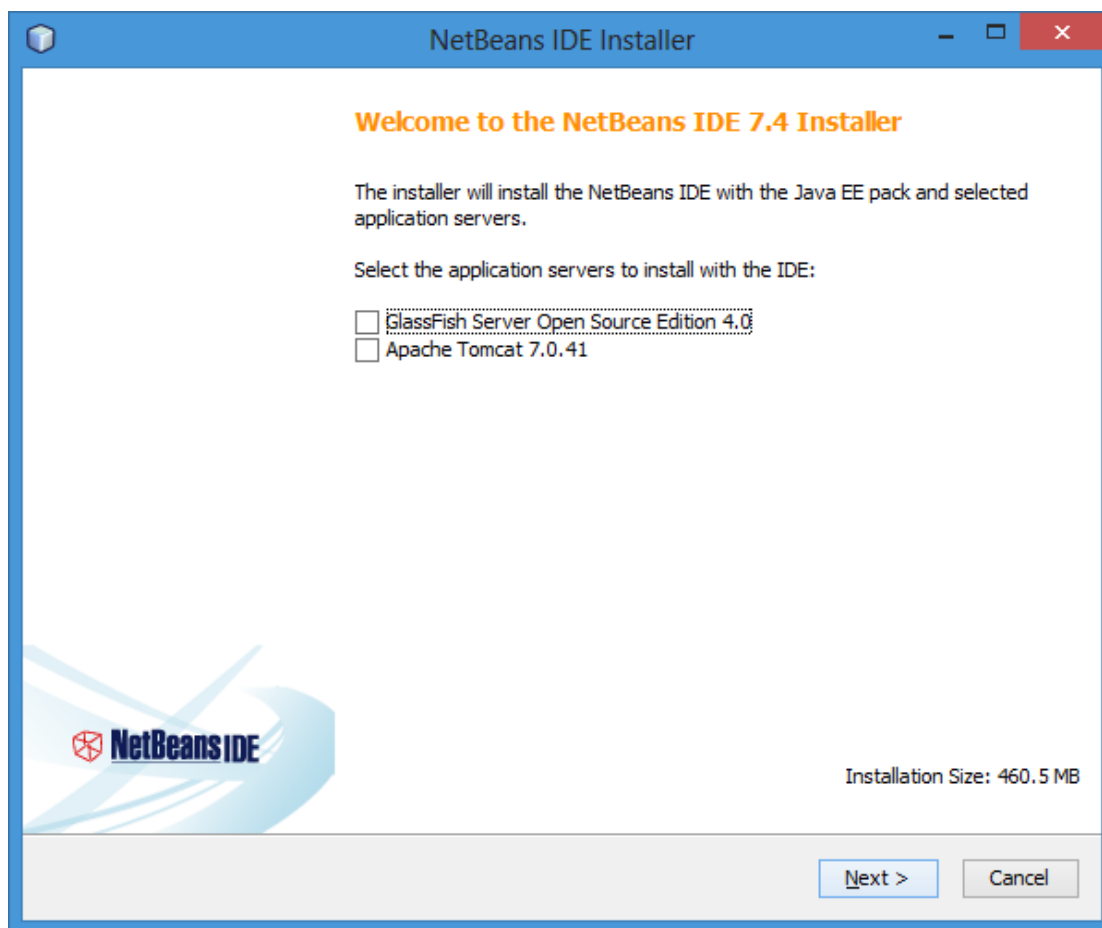 NetBeans IDE Installer
Welcome to the NetBeans IDE 7.4 Installer
The installer will install the NetBeans IDE with the Java EE pack and selected
application servers.
Select the application servers to install with the IDE:
GlassFish Server Open Source Edition 4.0
Apache Tomcat 7.0.41
NetBeans IDE
Installation Size: 460.5 MB
Next >
Cancel